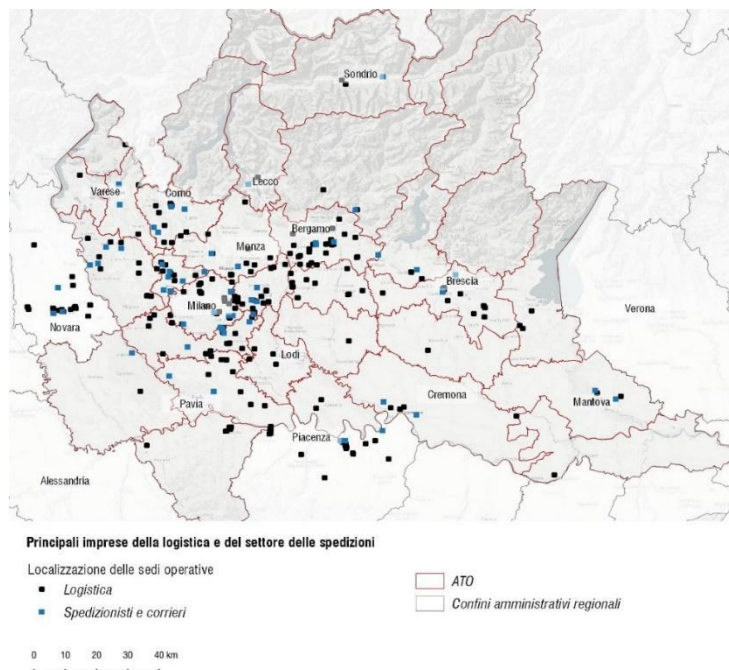 Sondrio
Lecco
Varese
Como
Bergamo
Monza
Brescia
Milano
Verona
Novara
Lodi
Cremona
Pavia
Mantova
Piacenza
Alessandria
Principali imprese della logistica e del settore delle spedizioni
Localizzazione delle sedi operative
Logistica
Spedizionisti e corrieri
ATO
Confini amministrativi regionali
0 10 20 30 40 km